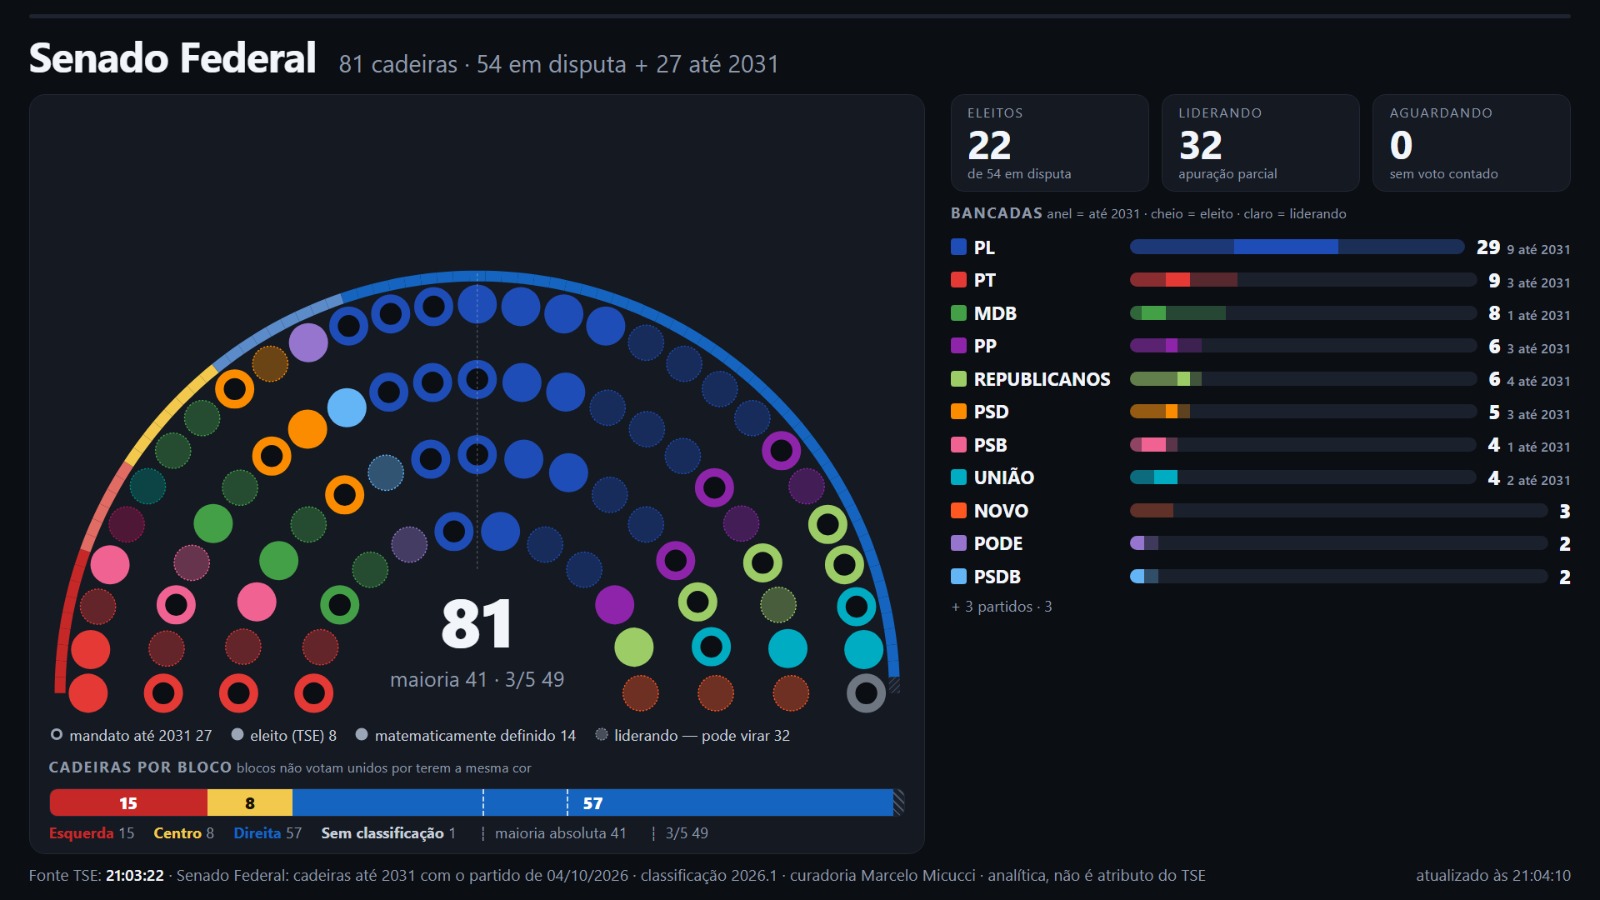 Senado Federal 81 cadeiras · 54 em disputa + 27 até 2031
ELEITOS
22
de 54 em disputa
LIDERANDO
32
apuração parcial
AGUARDANDO
0
sem voto contado
BANCADAS anel = até 2031 · cheio = eleito · claro = liderando
PL 29 9 até 2031
PT 9 3 até 2031
MDB 8 1 até 2031
PP 6 3 até 2031
REPUBLICANOS 6 4 até 2031
PSD 5 3 até 2031
PSB 4 1 até 2031
UNIÃO 4 2 até 2031
NOVO 3
PODE 2
PSDB 2
+ 3 partidos · 3
81
maioria 41 · 3/5 49
mandato até 2031 27 eleito (TSE) 8 matematicamente definido 14 liderando — pode virar 32
CADEIRAS POR BLOCO blocos não votam unidos por terem a mesma cor
15 8 57
Esquerda 15 Centro 8 Direita 57 Sem classificação 1 maioria absoluta 41 3/5 49
Fonte TSE: 21:03:22 · Senado Federal: cadeiras até 2031 com o partido de 04/10/2026 · classificação 2026.1 · curadoria Marcelo Micucci · analítica, não é atributo do TSE
atualizado às 21:04:10